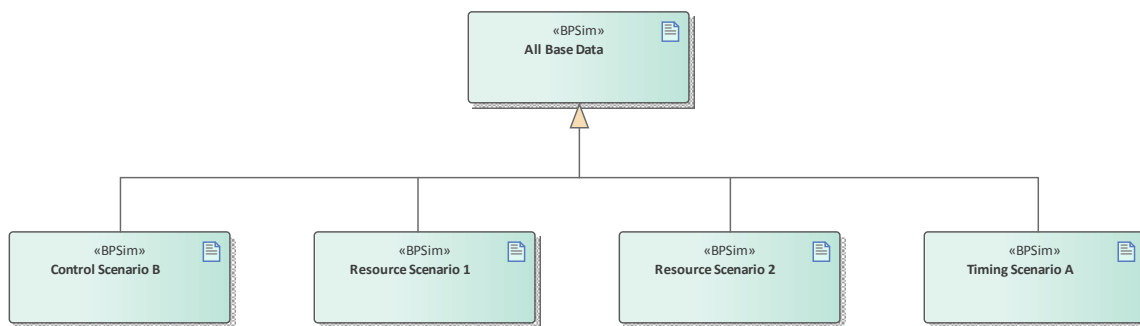 «BPSim»
All Base Data
«BPSim»
Control Scenario B
«BPSim»
Resource Scenario 1
«BPSim»
Resource Scenario 2
«BPSim»
Timing Scenario A